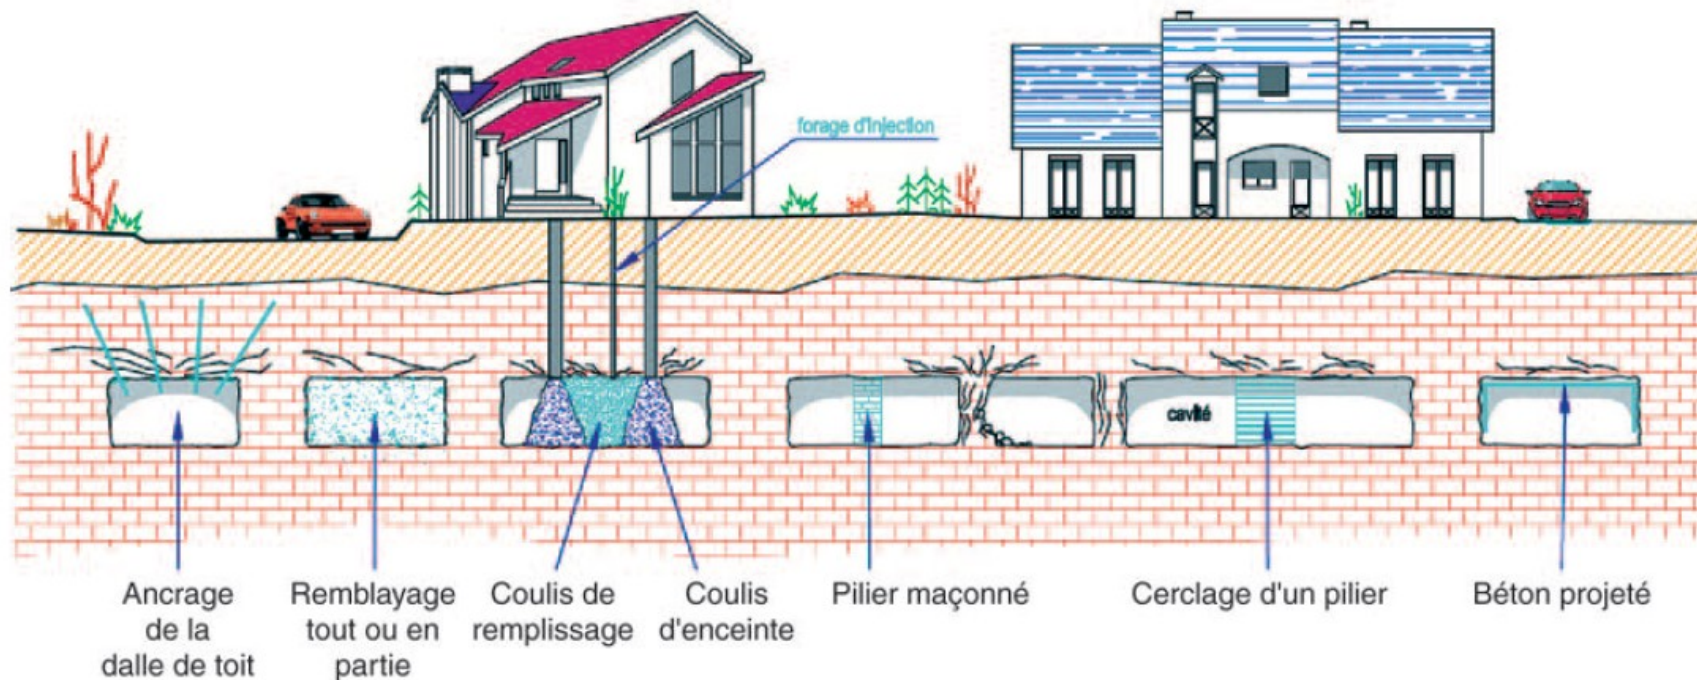 forage d'injection
cavité
Ancrage
de la
dalle de toit
Remblayage
tout ou en
partie
Coulis de
remplissage
Coulis
d'enceinte
Pilier maçonné
Cerclage d'un pilier
Béton projeté